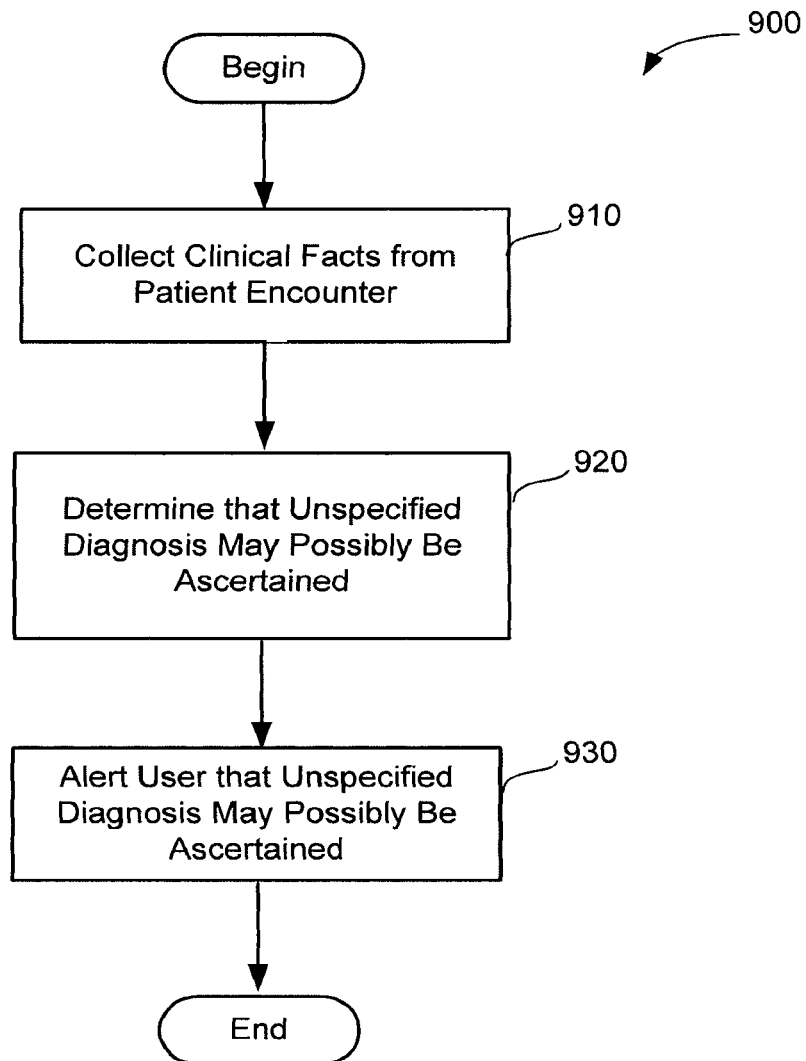 900
Begin
910
Collect Clinical Facts from
Patient Encounter
920
Determine that Unspecified
Diagnosis May Possibly Be
Ascertained
930
Alert User that Unspecified
Diagnosis May Possibly Be
Ascertained
End